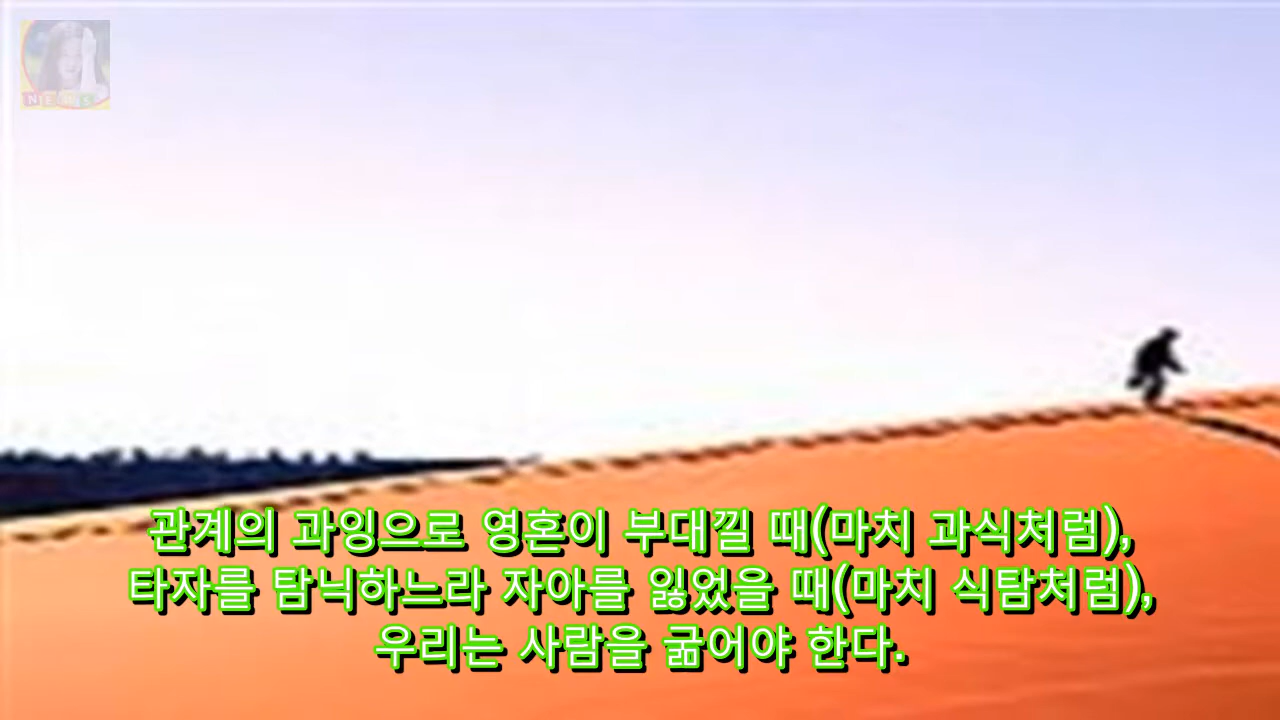 NEWS
관계의 과잉으로 영혼이 부대낄 때(마치 과식처럼),
타자를 탐닉하느라 자아를 잃었을 때(마치 식탐처럼),
우리는 사람을 굶어야 한다.